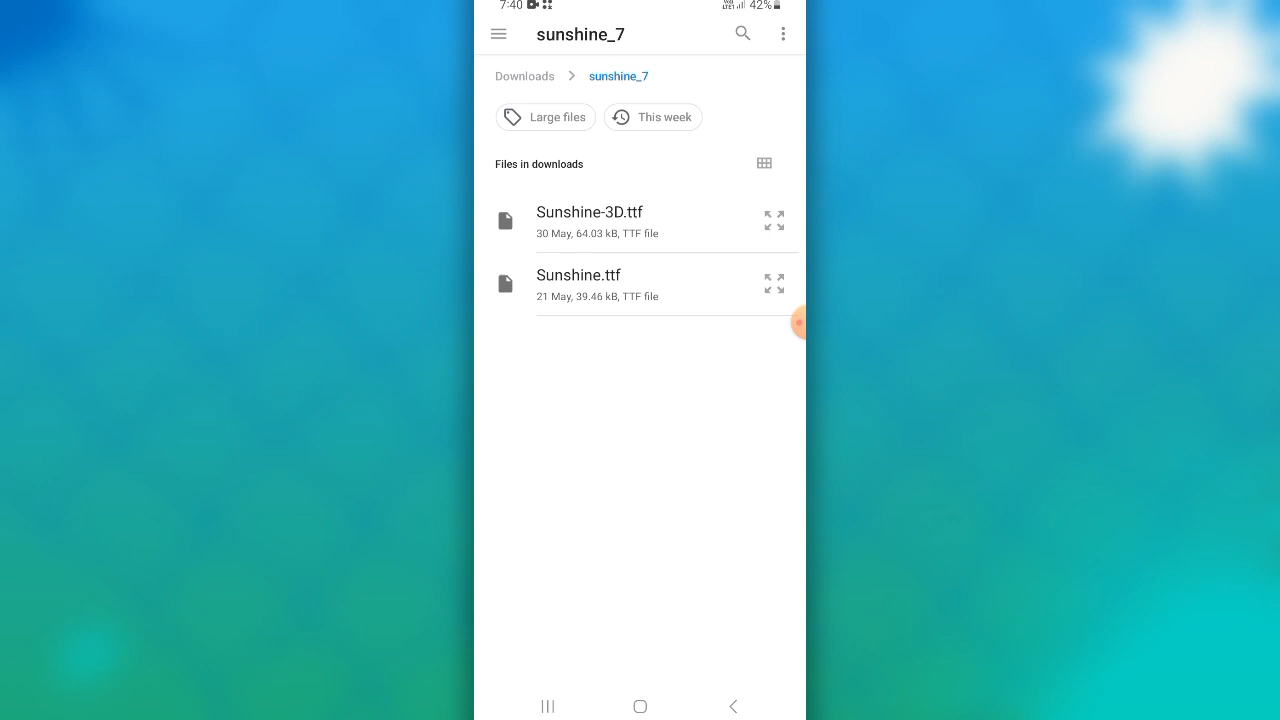 7:40 42%
sunshine_7
Downloads sunshine_7
Large files This week
Files in downloads
Sunshine-3D.ttf
30 May, 64.03 kB, TTF file
Sunshine.ttf
21 May, 39.46 kB, TTF file